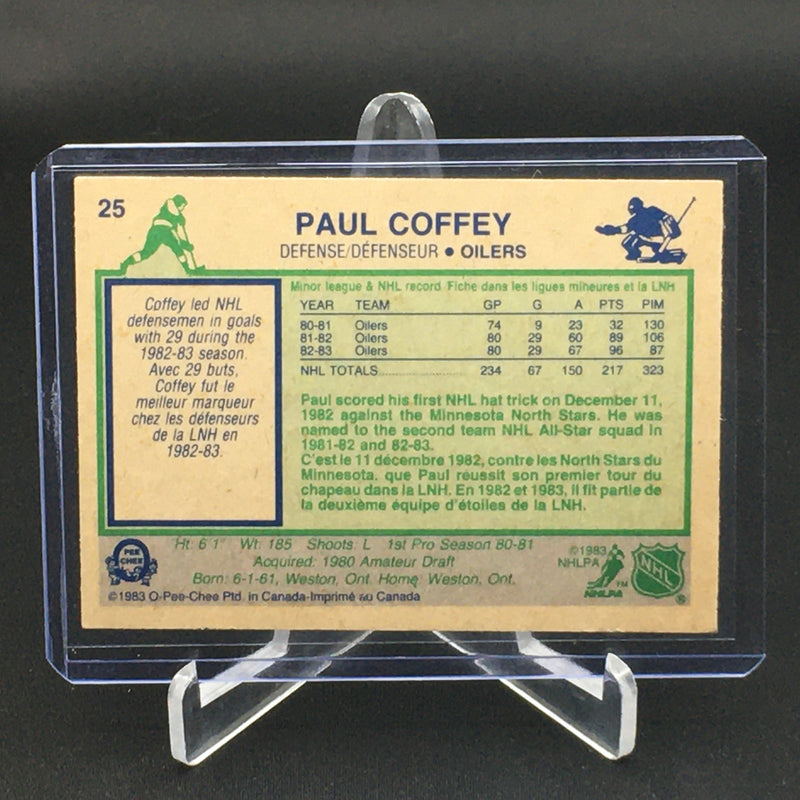 25
PAUL COFFEY
DEFENSE/DÉFENSEUR • OILERS
Coffey led NHL
defensemen in goals
with 29 during the
1982-83 season.
Avec 29 buts,
Coffey fut le
meilleur marqueur
chez les défenseurs
de la LNH en
1982-83.
Minor league & NHL record Fiche dans les ligues mineures et la LNH
YEAR TEAM GP G A PTS PIM
80-81 Oilers 74 9 23 32 130
81-82 Oilers 80 29 60 89 106
82-83 Oilers 80 29 67 96 87
NHL TOTALS 234 67 150 217 323
Paul scored his first NHL hat trick on December 11,
1982 against the Minnesota North Stars. He was
named to the second team NHL All-Star squad in
1981-82 and 82-83.
C'est le 11 décembre 1982, contre les North Stars du
Minnesota, que Paul réussit son premier tour du
chapeau dans la LNH. En 1982 et 1983, il fit partie de
la deuxième équipe d'étoiles de la LNH.
O
PEE
CHEE
Ht: 6'1" Wt: 185 Shoots: L 1st Pro Season 80-81
Acquired: 1980 Amateur Draft
Born: 6-1-61, Weston, Ont. Home: Weston, Ont.
©1983 O-Pee-Chee Ptd. in Canada-Imprimé au Canada
©1983
NHLPA
NHLPA
TM
NHL
®